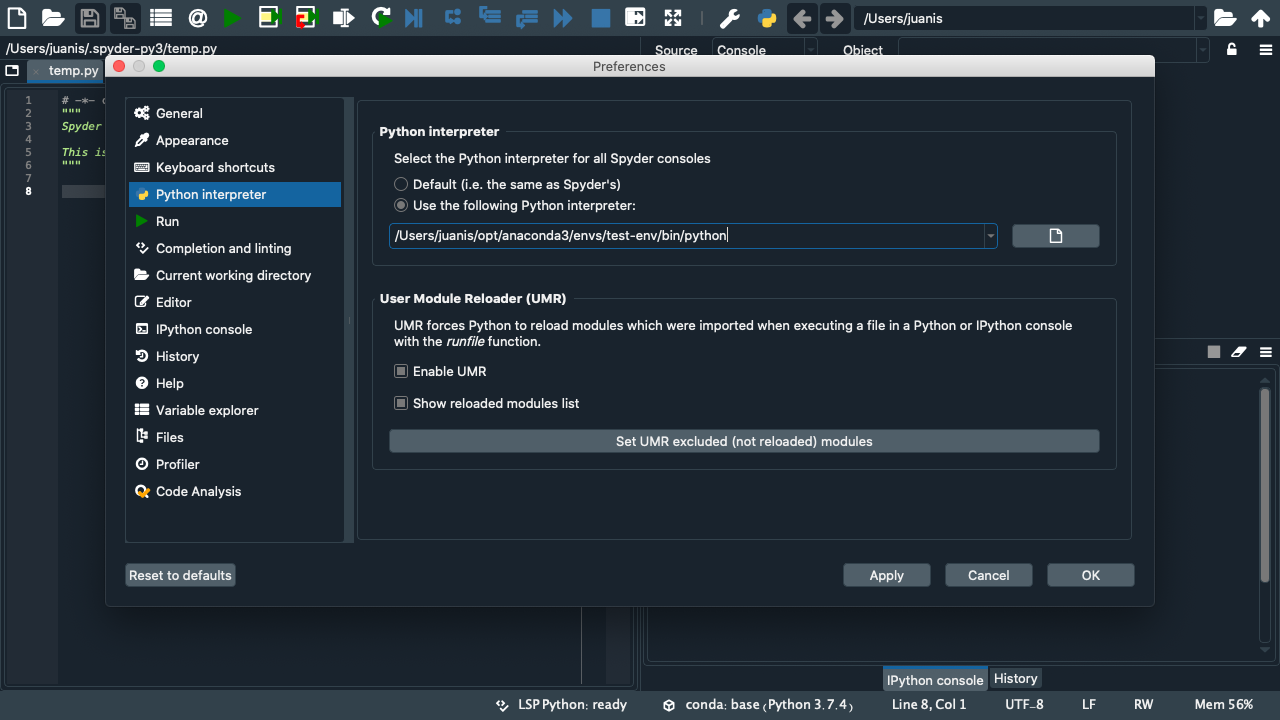 /Users/juanis
/Users/juanis/.spyder-py3/temp.py
Source Console Object
temp.py
Preferences
1 # -*-
2 """
3 Spyder
4
5 This is
6 """
7
8
General
Appearance
Keyboard shortcuts
Python interpreter
Run
Completion and linting
Current working directory
Editor
IPython console
History
Help
Variable explorer
Files
Profiler
Code Analysis
Python interpreter
Select the Python interpreter for all Spyder consoles
Default (i.e. the same as Spyder's)
Use the following Python interpreter:
/Users/juanis/opt/anaconda3/envs/test-env/bin/python
User Module Reloader (UMR)
UMR forces Python to reload modules which were imported when executing a file in a Python or IPython console
with the runfile function.
Enable UMR
Show reloaded modules list
Set UMR excluded (not reloaded) modules
Reset to defaults
Apply
Cancel
OK
IPython console
History
LSP Python: ready
conda: base (Python 3.7.4)
Line 8, Col 1
UTF-8
LF
RW
Mem 56%